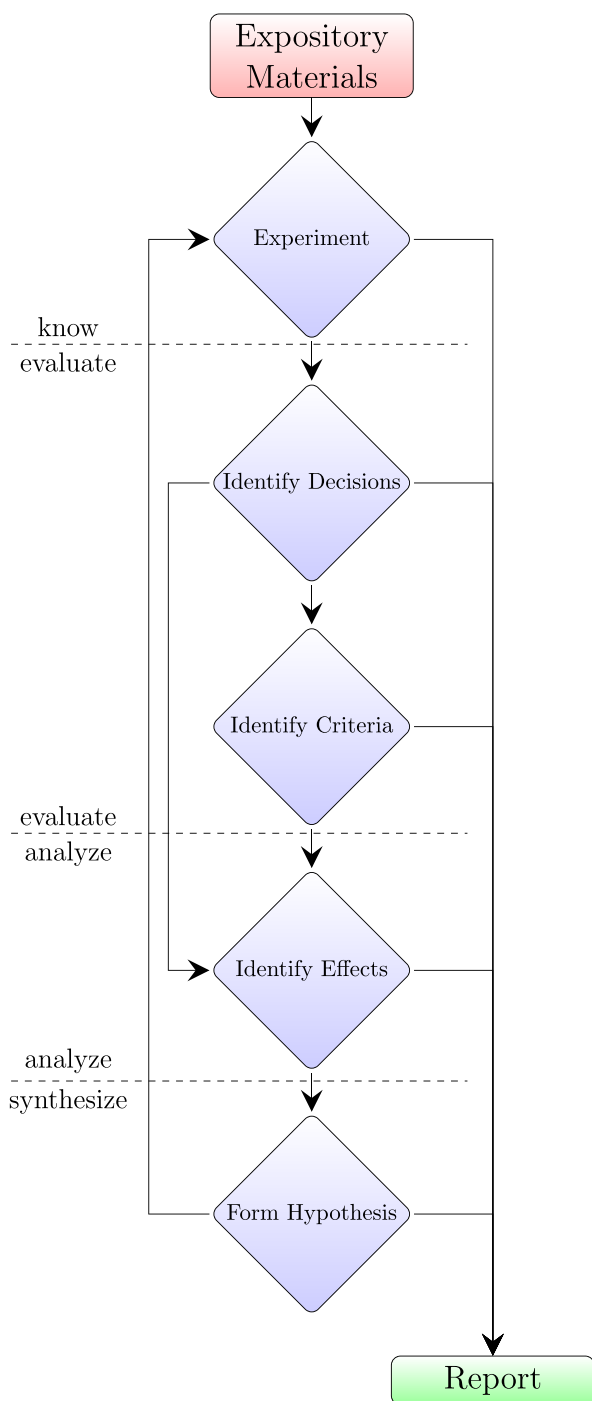 Expository
Materials
Experiment
know
evaluate
Identify Decisions
Identify Criteria
evaluate
analyze
Identify Effects
analyze
synthesize
Form Hypothesis
Report